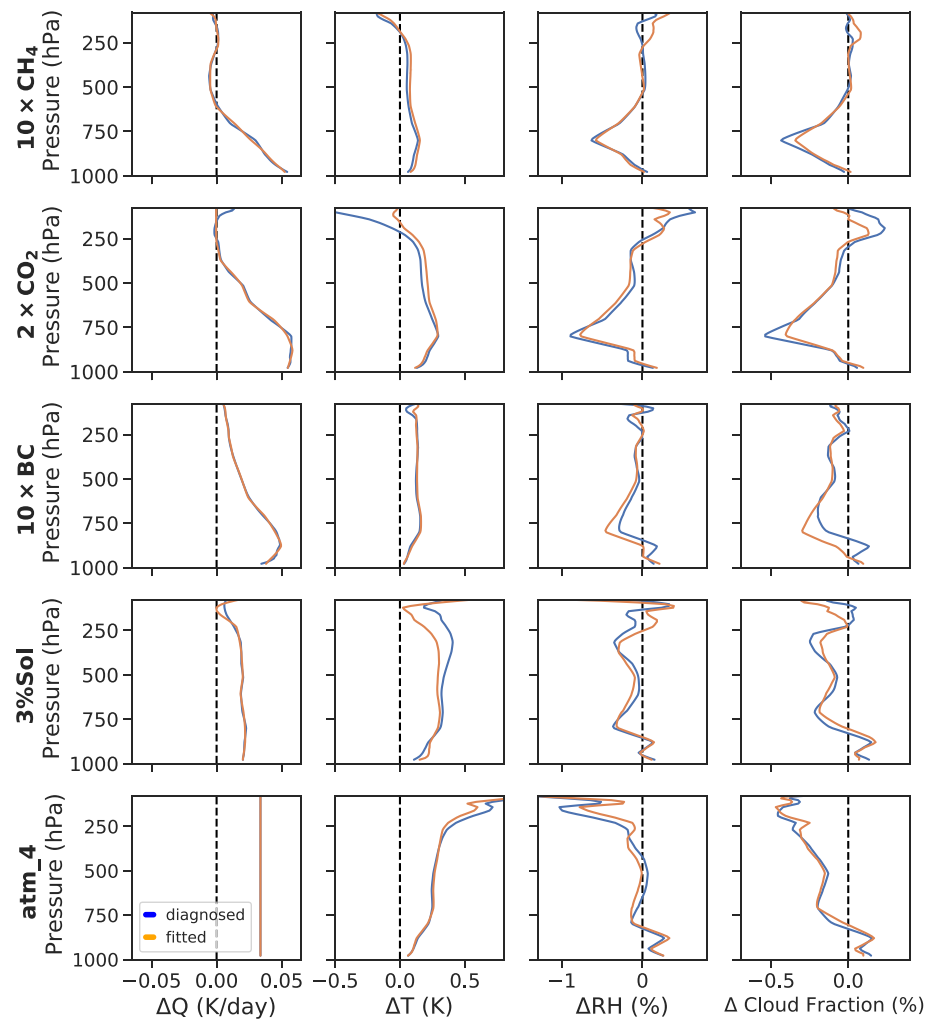 10 × CH₄
Pressure (hPa)
250
500
750
1000
2 × CO₂
Pressure (hPa)
250
500
750
1000
10 × BC
Pressure (hPa)
250
500
750
1000
3%Sol
Pressure (hPa)
250
500
750
1000
atm_4
Pressure (hPa)
250
500
750
1000
diagnosed
fitted
−0.05 0.00 0.05
−0.5 0.0 0.5
−1 0
−0.5 0.0
ΔQ (K/day)
ΔT (K)
ΔRH (%)
Δ Cloud Fraction (%)